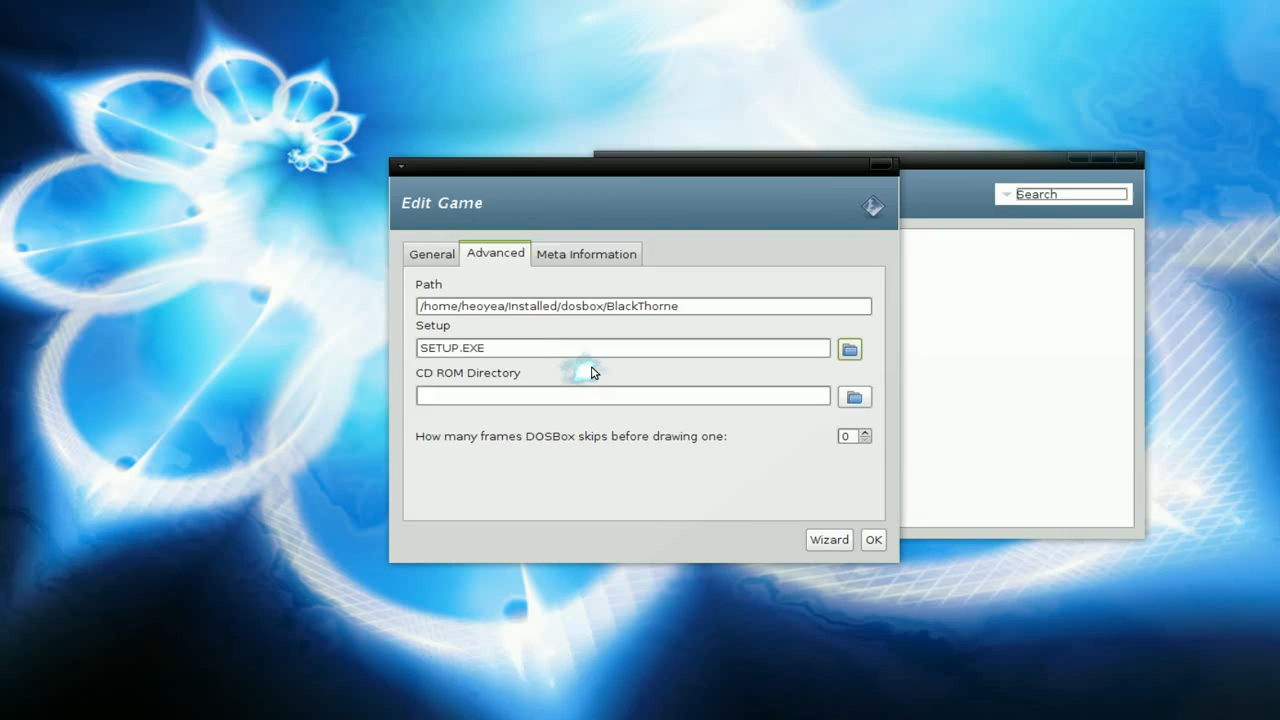 Search
Edit Game
General Advanced Meta Information
Path
/home/heoyea/Installed/dosbox/BlackThorne
Setup
SETUP.EXE
CD ROM Directory
How many frames DOSBox skips before drawing one: 0
Wizard OK